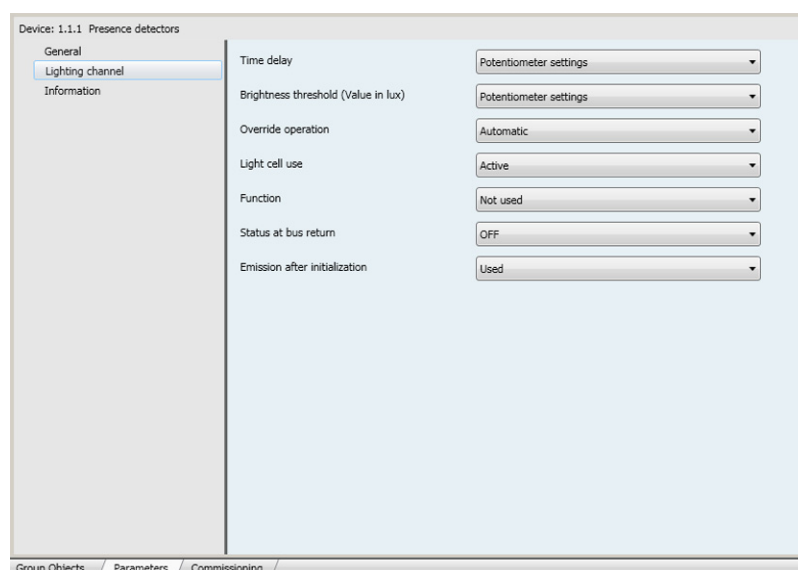 Device: 1.1.1 Presence detectors
General
Lighting channel
Information
Time delay
Potentiometer settings
Brightness threshold (Value in lux)
Potentiometer settings
Override operation
Automatic
Light cell use
Active
Function
Not used
Status at bus return
OFF
Emission after initialization
Used
Group Objects / Parameters / Commissioning /